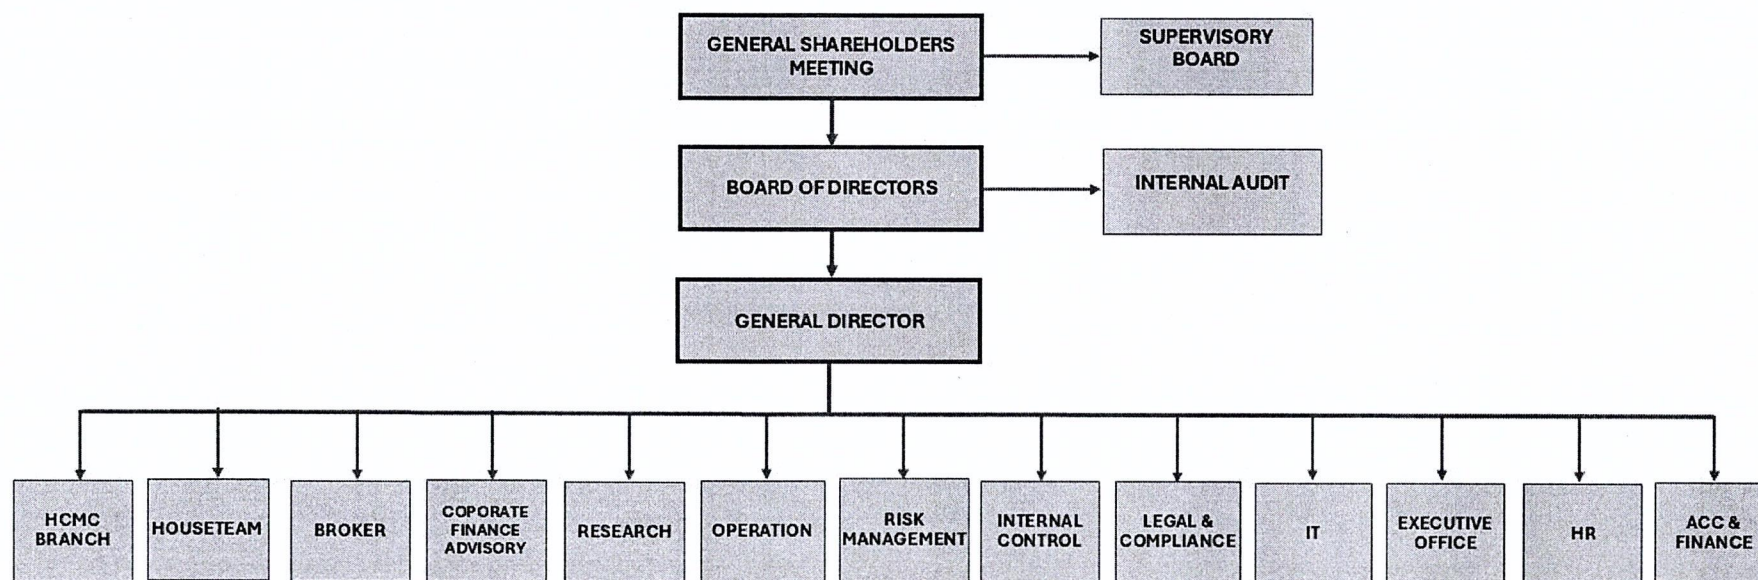 GENERAL SHAREHOLDERS
MEETING
SUPERVISORY
BOARD
BOARD OF DIRECTORS
INTERNAL AUDIT
GENERAL DIRECTOR
HCMC
BRANCH
HOUSETEAM
BROKER
COPORATE
FINANCE
ADVISORY
RESEARCH
OPERATION
RISK
MANAGEMENT
INTERNAL
CONTROL
LEGAL &
COMPLIANCE
IT
EXECUTIVE
OFFICE
HR
ACC &
FINANCE